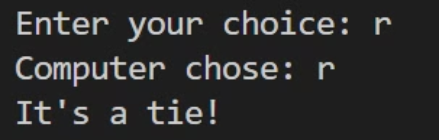 Enter your choice: r
Computer chose: r
It's a tie!